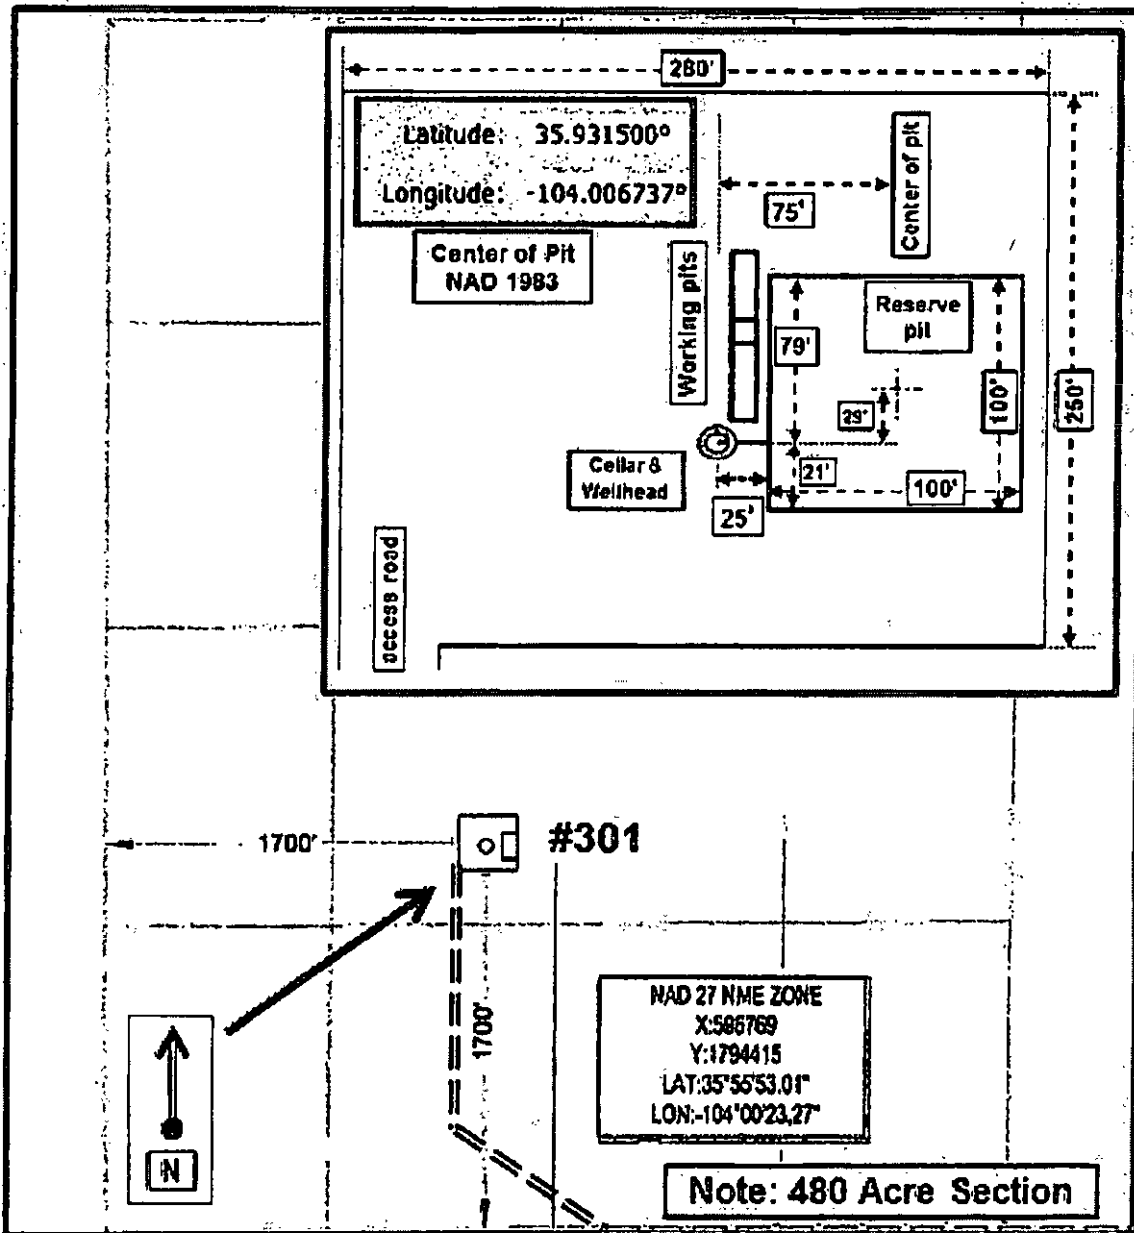 280'
Latitude: 35.931500°
Longitude: -104.006737°
Center of Pit
NAD 1983
Center of pit
75'
Working pits
Reserve
pit
79'
29'
100'
250'
Cellar &
Wellhead
21'
100'
25'
access road
1700'
#301
1700'
NAD 27 NME ZONE
X:586769
Y:1794415
LAT:35°55'53.01"
LON:-104°00'23.27"
N
Note: 480 Acre Section